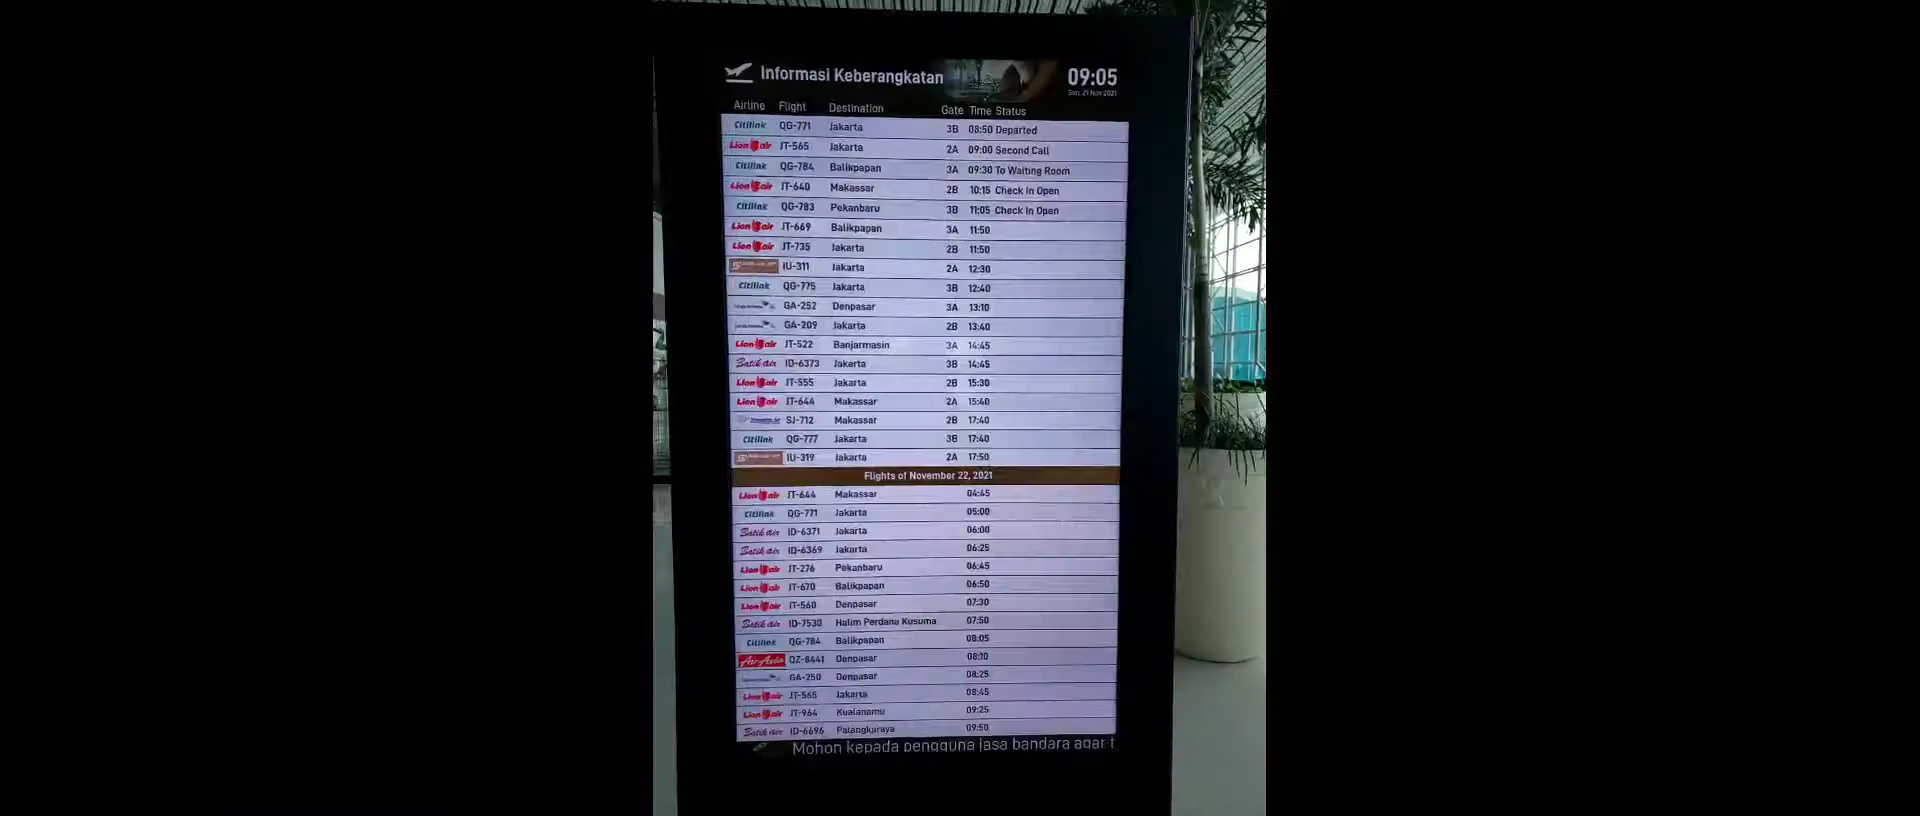 Informasi Keberangkatan 09:05
Sun, 21 Nov 2021
Airline Flight Destination Gate Time Status
Citilink QG-771 Jakarta 3B 08:50 Departed
Lion air JT-565 Jakarta 2A 09:00 Second Call
Citilink QG-784 Balikpapan 3A 09:30 To Waiting Room
Lion air JT-640 Makassar 2B 10:15 Check In Open
Citilink QG-783 Pekanbaru 3B 11:05 Check In Open
Lion air JT-669 Balikpapan 3A 11:50
Lion air JT-735 Jakarta 2B 11:50
IU-311 Jakarta 2A 12:30
Citilink QG-775 Jakarta 3B 12:40
GA-252 Denpasar 3A 13:10
GA-209 Jakarta 2B 13:40
Lion air JT-522 Banjarmasin 3A 14:45
Batik air ID-6373 Jakarta 3B 14:45
Lion air JT-555 Jakarta 2B 15:30
Lion air JT-644 Makassar 2A 15:40
SJ-712 Makassar 2B 17:40
Citilink QG-777 Jakarta 3B 17:40
IU-319 Jakarta 2A 17:50
Flights of November 22, 2021
Lion air JT-644 Makassar 04:45
Citilink QG-771 Jakarta 05:00
Batik air ID-6371 Jakarta 06:00
Batik air ID-6369 Jakarta 06:25
Lion air JT-276 Pekanbaru 06:45
Lion air JT-670 Balikpapan 06:50
Lion air JT-560 Denpasar 07:30
Batik air ID-7530 Halim Perdana Kusuma 07:50
Citilink QG-784 Balikpapan 08:05
AirAsia QZ-8441 Denpasar 08:10
GA-250 Denpasar 08:25
Lion air JT-565 Jakarta 08:45
Lion air JT-964 Kualanamu 09:25
Batik air ID-6696 Palangkaraya 09:50
Mohon kepada pengguna jasa bandara agar t